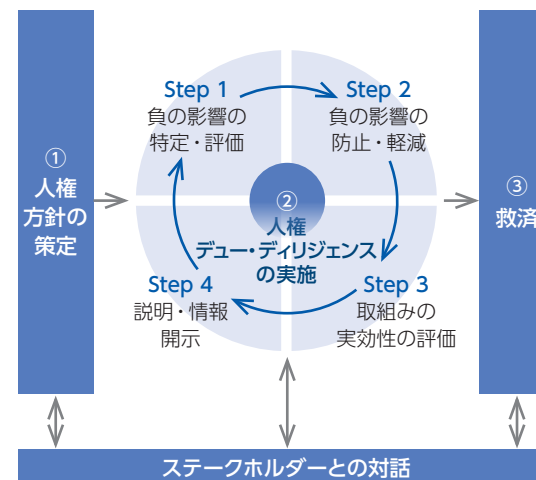 ①
人権
方針の
策定
Step 1
負の影響の
特定・評価
Step 2
負の影響の
防止・軽減
②
人権
デュー・ディリジェンス
の実施
Step 4
説明・情報
開示
Step 3
取組みの
実効性の評価
③
救済
ステークホルダーとの対話